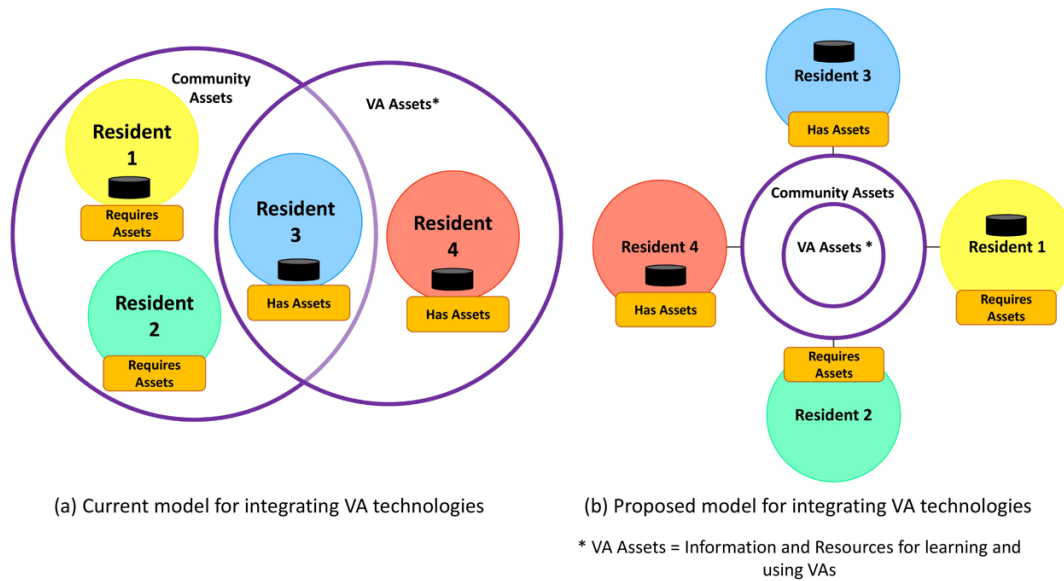 Community
Assets
VA Assets*
Resident
1
Requires
Assets
Resident
2
Requires
Assets
Resident
3
Has Assets
Resident
4
Has Assets
(a) Current model for integrating VA technologies
Resident 3
Has Assets
Community Assets
VA Assets *
Resident 4
Has Assets
Resident 1
Requires
Assets
Requires
Assets
Resident 2
(b) Proposed model for integrating VA technologies
* VA Assets = Information and Resources for learning and
using VAs